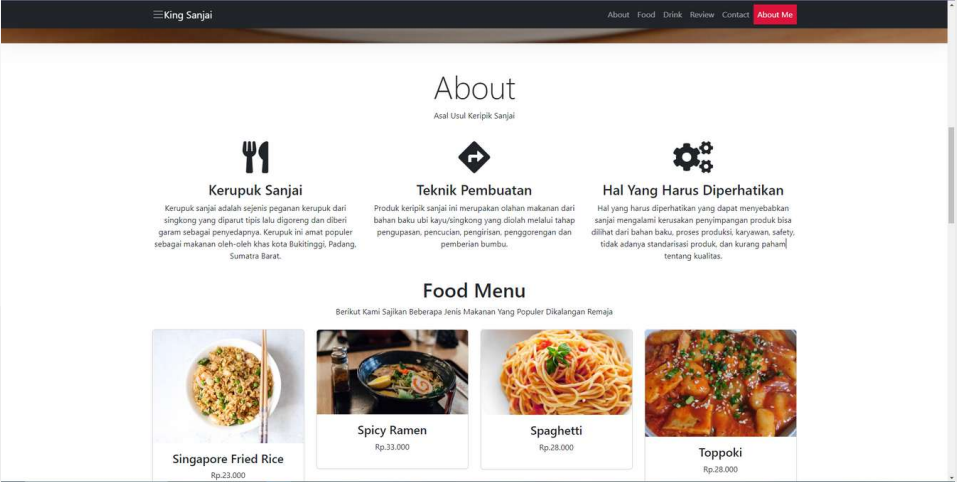 King Sanjai
About Food Drink Review Contact About Me
About
Asal Usul Keripik Sanjai
Kerupuk Sanjai
Kerupuk sanjai adalah sejenis peganan kerupuk dari
singkong yang diparut tipis lalu digoreng dan diberi
garam sebagai penyedapnya. Kerupuk ini amat populer
sebagai makanan oleh-oleh khas kota Bukitinggi, Padang,
Sumatra Barat.
Teknik Pembuatan
Produk keripik sanjai ini merupakan olahan makanan dari
bahan baku ubi kayu/singkong yang diolah melalui tahap
pengupasan, pencucian, pengirisan, penggorengan dan
pemberian bumbu.
Hal Yang Harus Diperhatikan
Hal yang harus diperhatikan yang dapat menyebabkan
sanjai mengalami kerusakan penyimpangan produk bisa
dilihat dari bahan baku, proses produksi, karyawan, safety,
tidak adanya standarisasi produk, dan kurang paham
tentang kualitas.
Food Menu
Berikut Kami Sajikan Beberapa Jenis Makanan Yang Populer Dikalangan Remaja
Singapore Fried Rice
Rp.23.000
Spicy Ramen
Rp.33.000
Spaghetti
Rp.28.000
Toppoki
Rp.28.000